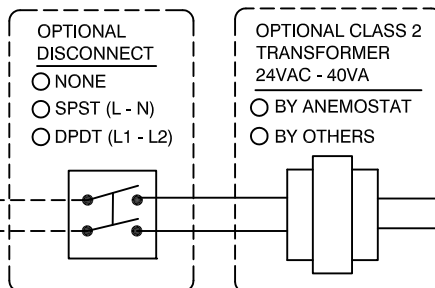 OPTIONAL
DISCONNECT
NONE
SPST (L - N)
DPDT (L1 - L2)
OPTIONAL CLASS 2
TRANSFORMER
24VAC - 40VA
BY ANEMOSTAT
BY OTHERS